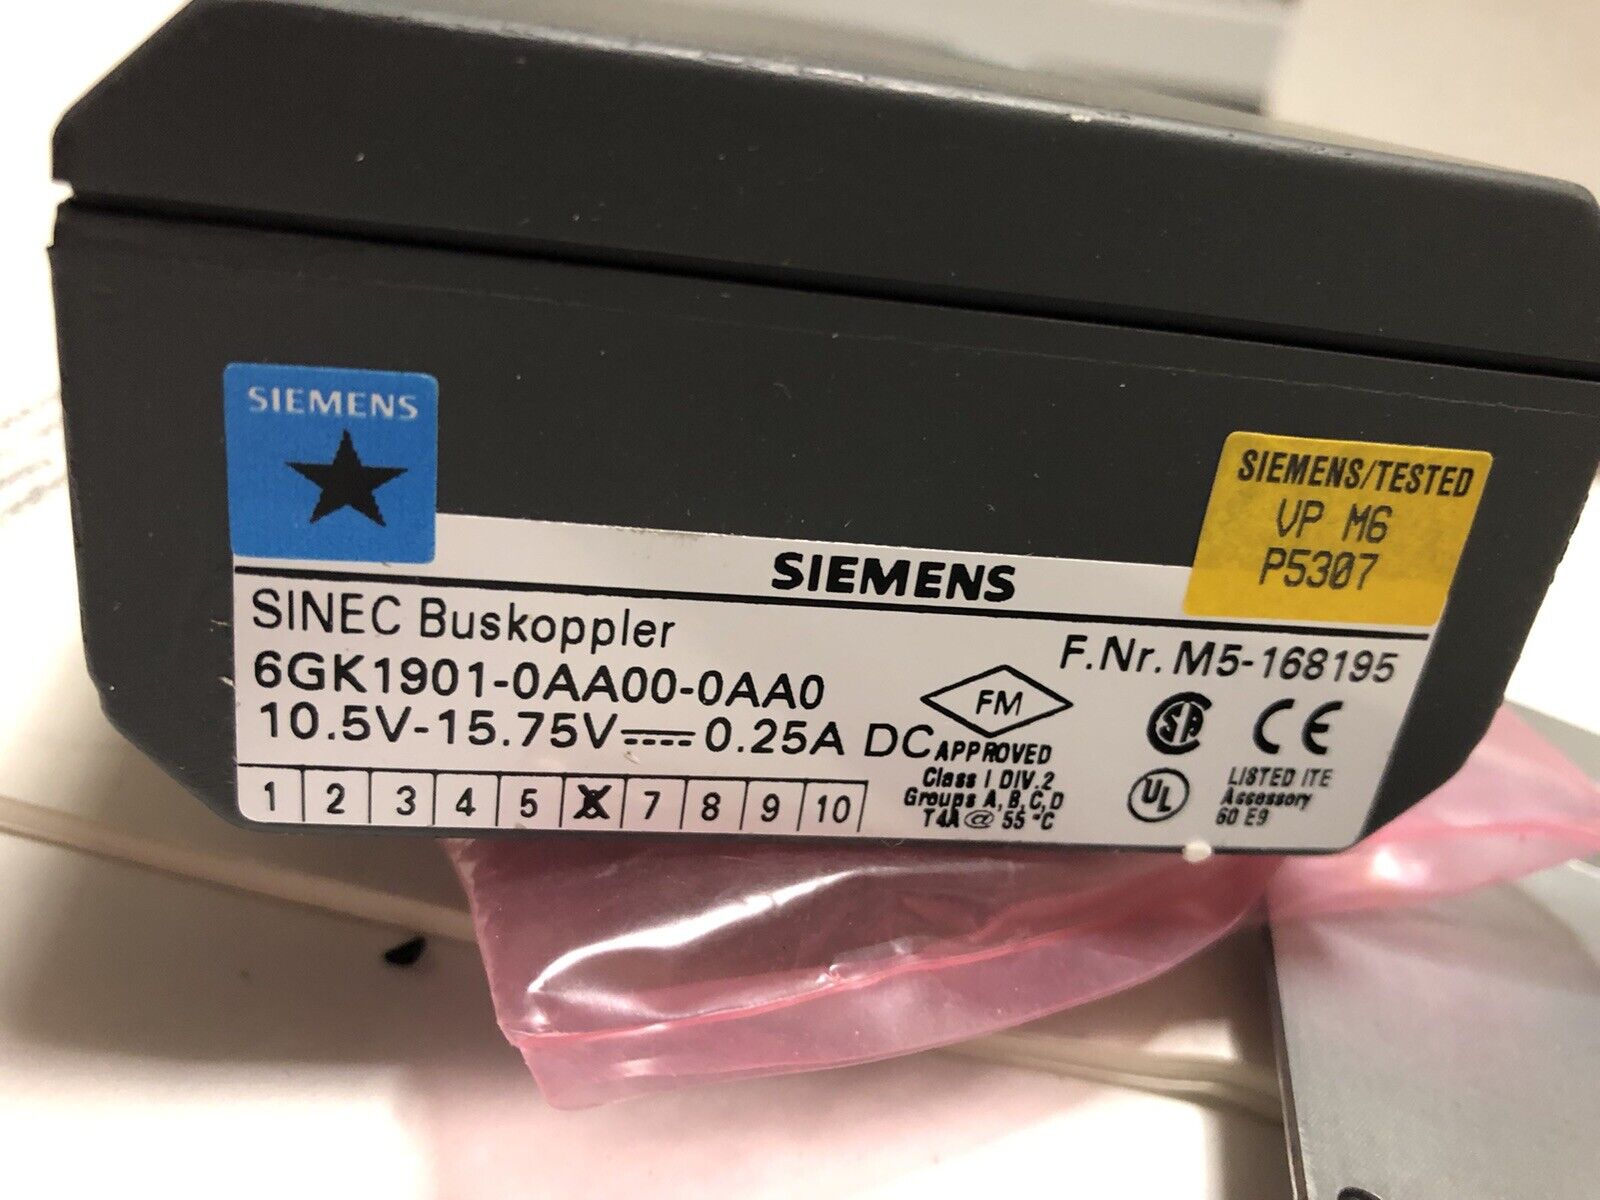 SIEMENS
SIEMENS/TESTED
VP M6
P5307
SIEMENS
SINEC Buskoppler
F.Nr. M5-168195
6GK1901-0AA00-0AA0
10.5V-15.75V 0.25A DC
FM
APPROVED
Class I DIV. 2
Groups A, B, C, D
T4A @ 55 °C
SA
CE
UL
LISTED ITE
Accessory
60 E9
1 2 3 4 5 6 7 8 9 10